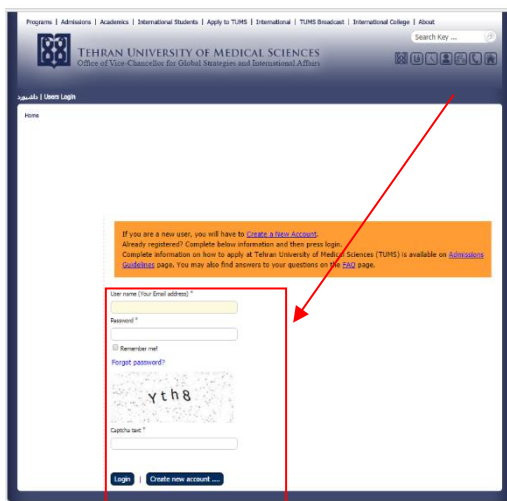 Programs | Admissions | Academics | International Students | Apply to TUMS | International | TUMS Broadcast | International College | About
Search Key ...
TEHRAN UNIVERSITY OF MEDICAL SCIENCES
Office of Vice-Chancellor for Global Strategies and International Affairs
داشبورد | Users Login
Home
If you are a new user, you will have to Create a New Account.
Already registered? Complete below information and then press login.
Complete information on how to apply at Tehran University of Medical Sciences (TUMS) is available on Admissions
Guidelines page. You may also find answers to your questions on the FAQ page.
User name (Your Email address) *
Password *
Remember me!
Forgot password?
Yth8
Captcha text *
Login | Create new account ....